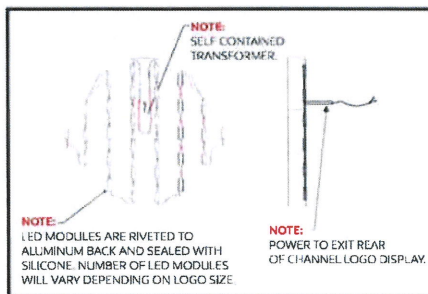 NOTE:
SELF CONTAINED
TRANSFORMER.
NOTE:
LED MODULES ARE RIVETED TO
ALUMINUM BACK AND SEALED WITH
SILICONE. NUMBER OF LED MODULES
WILL VARY DEPENDING ON LOGO SIZE.
NOTE:
POWER TO EXIT REAR
OF CHANNEL LOGO DISPLAY.